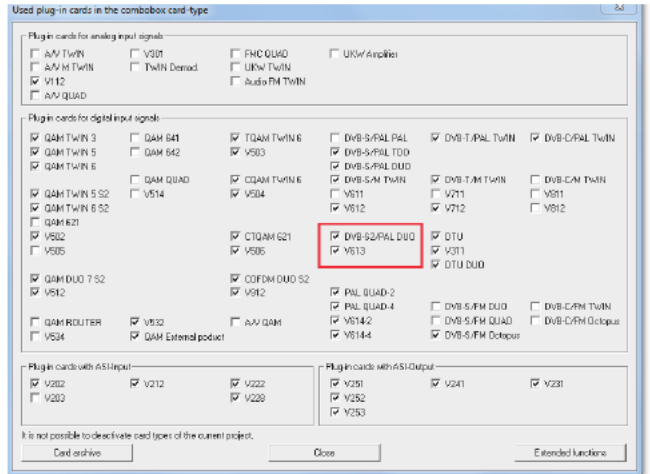 Used plug-in cards in the combobox card-type
Plug-in cards for analog input signals
A/V TWIN V301 FMC QUAD UKW Amplifier
A/V M TWIN TWIN Demod. UKW TWIN
V112 Audio FM TWIN
A/V QUAD
Plug-in cards for digital input signals
QAM TWIN 3 QAM 641 TQAM TWIN 6 DVB-S/PAL PAL DVB-T/PAL TWIN DVB-C/PAL TWIN
QAM TWIN 5 QAM 642 V503 DVB-S/PAL TDO
QAM TWIN 6 DVB-S/PAL DUO
QAM QUAD CQAM TWIN 6 DVB-S/M TWIN DVB-T/M TWIN DVB-C/M TWIN
QAM TWIN 5 S2 V514 V504 V611 V711 V811
QAM TWIN 6 S2 V612 V712 V812
QAM 621
V502 CTQAM 621 DVB-S2/PAL DUO OTU
V505 V506 V613 V311
OTU DUO
QAM DUO 7 S2 COFDM DUO S2
V512 V912 PAL QUAD-2
PAL QUAD-4 DVB-S/FM DUO DVB-C/FM TWIN
QAM ROUTER V532 A/V QAM V614-2 DVB-S/FM QUAD DVB-C/FM Octopus
V534 QAM External poduct V614-4 DVB-S/FM Octopus
Plug-in cards with ASI-Input Plug-in cards with ASI-Output
V202 V212 V222 V251 V241 V231
V203 V228 V252
V253
It is not possible to deactivate card types of the current project.
Card archive Close Extended functions